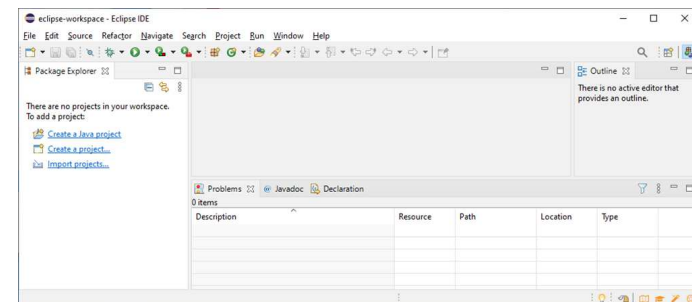 eclipse-workspace - Eclipse IDE
File Edit Source Refactor Navigate Search Project Run Window Help
Package Explorer
There are no projects in your workspace.
To add a project:
Create a Java project
Create a project...
Import projects...
Outline
There is no active editor that
provides an outline.
Problems @ Javadoc Declaration
0 items
Description Resource Path Location Type